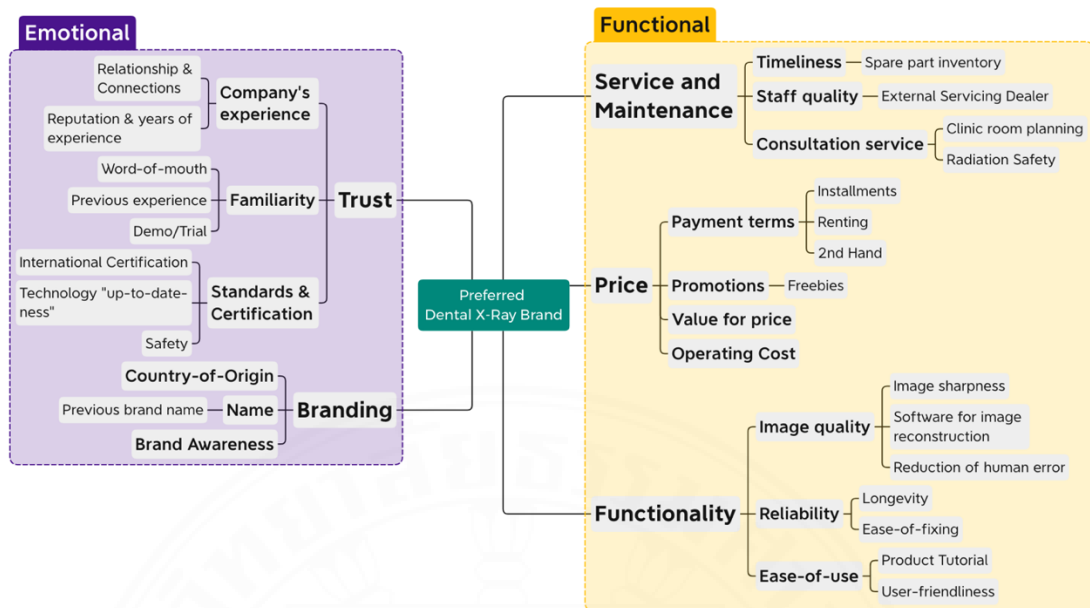 Emotional
Relationship &
Connections
Company's
experience
Reputation & years of
experience
Word-of-mouth
Previous experience
Familiarity
Demo/Trial
Trust
International Certification
Technology "up-to-date-
ness"
Standards &
Certification
Safety
Country-of-Origin
Previous brand name
Name
Branding
Brand Awareness
Preferred
Dental X-Ray Brand
Functional
Service and
Maintenance
Timeliness
Spare part inventory
Staff quality
External Servicing Dealer
Consultation service
Clinic room planning
Radiation Safety
Price
Payment terms
Installments
Renting
2nd Hand
Promotions
Freebies
Value for price
Operating Cost
Functionality
Image quality
Image sharpness
Software for image
reconstruction
Reduction of human error
Reliability
Longevity
Ease-of-fixing
Ease-of-use
Product Tutorial
User-friendliness